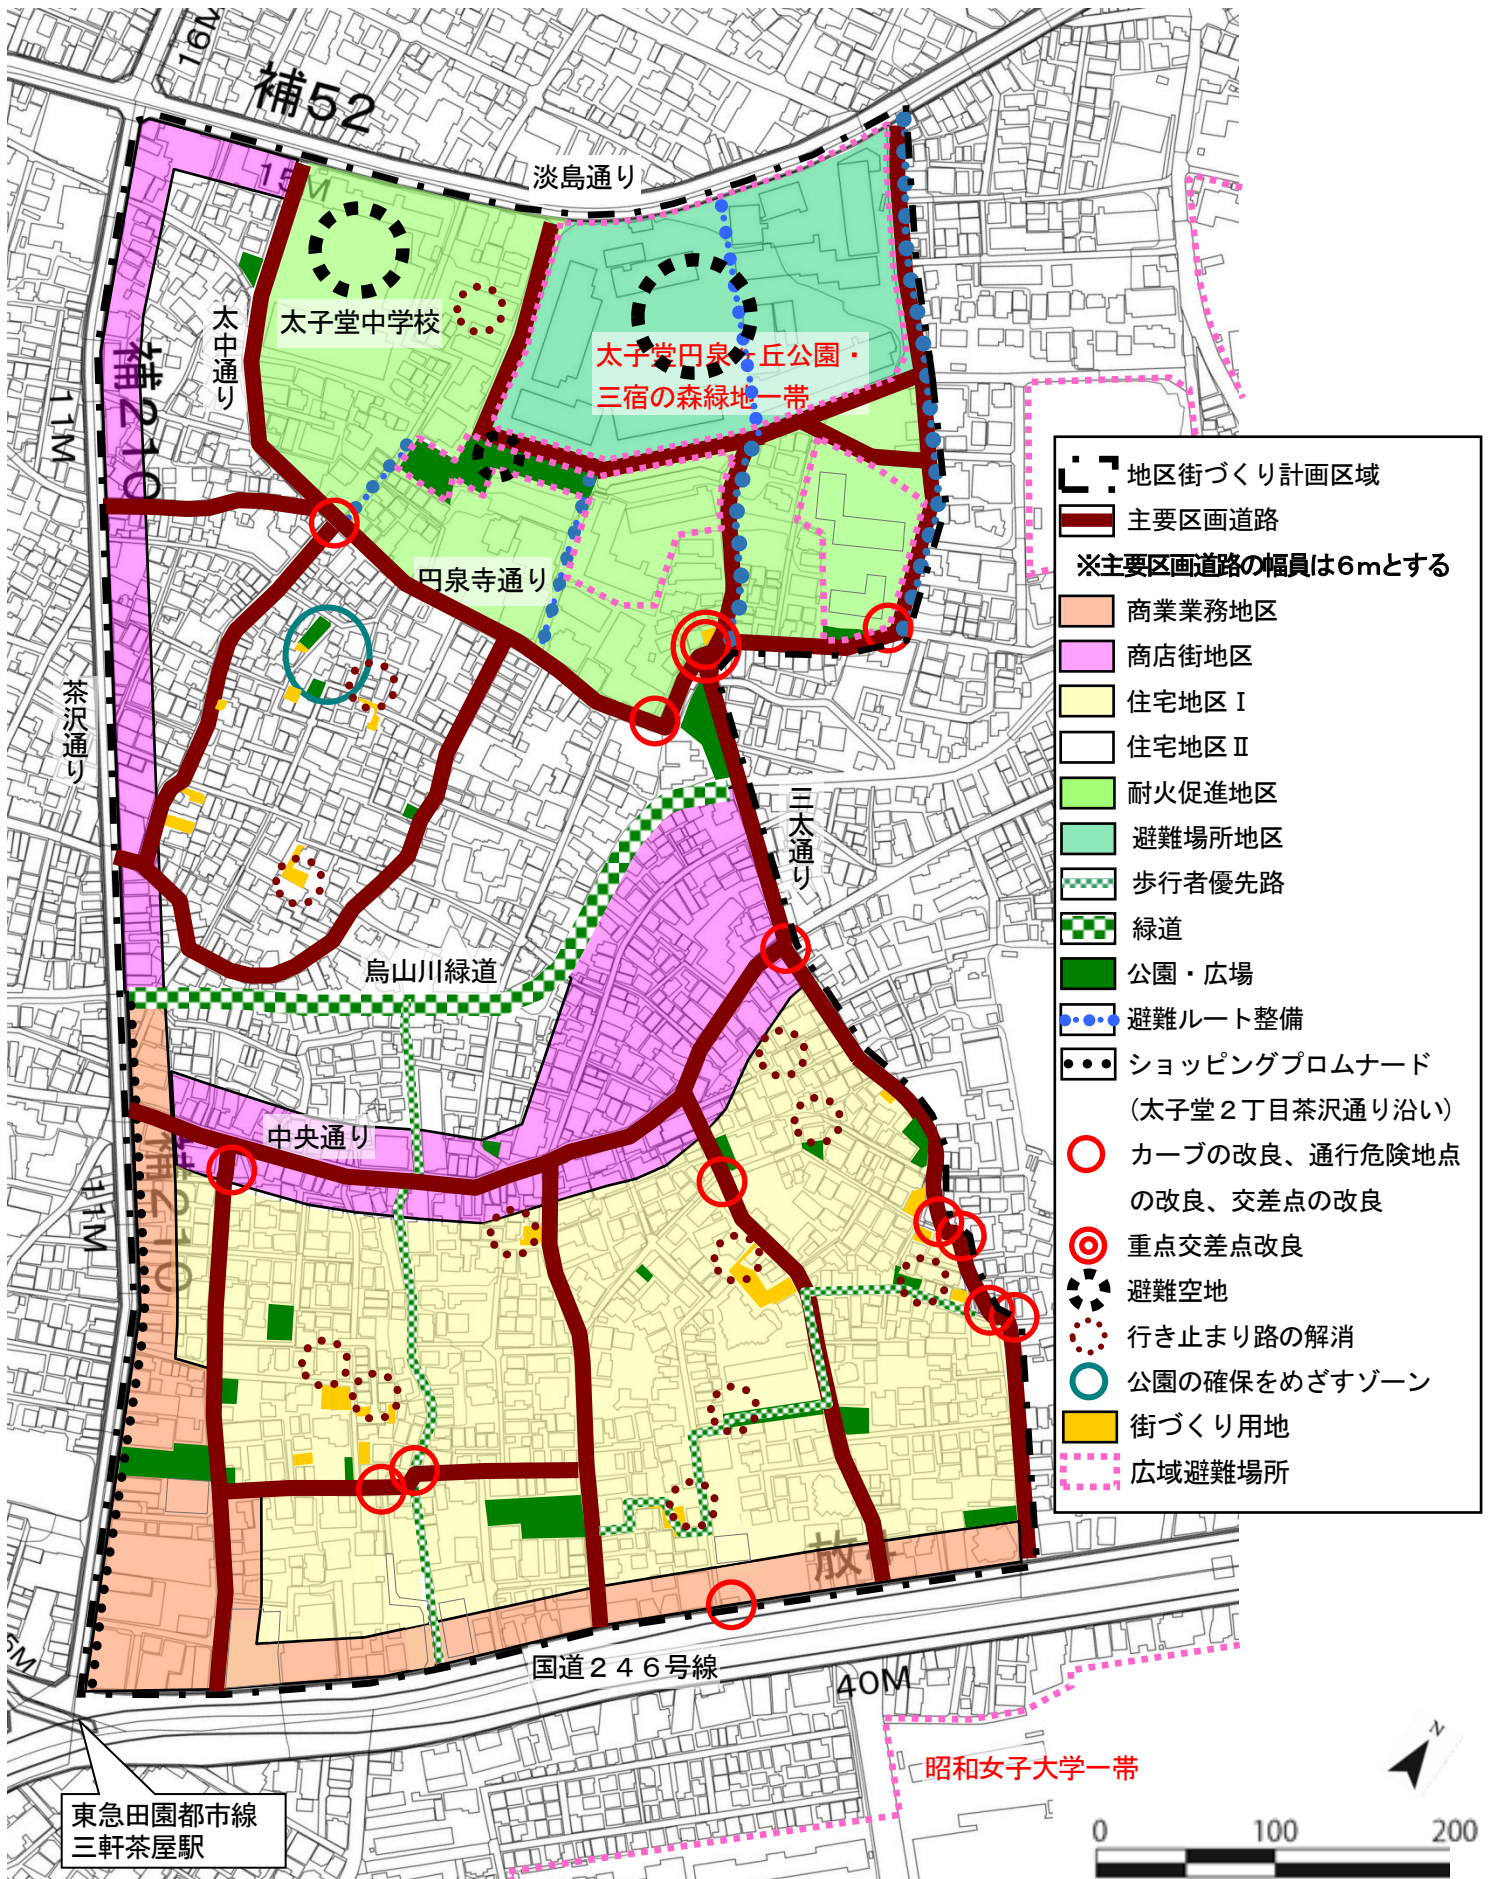 16M
補52
淡島通り
15M
太子堂中学校
太中通り
太子堂円泉ヶ丘公園・
三宿の森緑地一帯
補210
11M
円泉寺通り
茶沢通り
三太通り
烏山川緑道
中央通り
補210
11M
放4
国道246号線
40M
昭和女子大学一帯
東急田園都市線
三軒茶屋駅
地区街づくり計画区域
主要区画道路
※主要区画道路の幅員は6mとする
商業業務地区
商店街地区
住宅地区Ⅰ
住宅地区Ⅱ
耐火促進地区
避難場所地区
歩行者優先路
緑道
公園・広場
避難ルート整備
ショッピングプロムナード
(太子堂2丁目茶沢通り沿い)
カーブの改良、通行危険地点
の改良、交差点の改良
重点交差点改良
避難空地
行き止まり路の解消
公園の確保をめざすゾーン
街づくり用地
広域避難場所
N
0 100 200